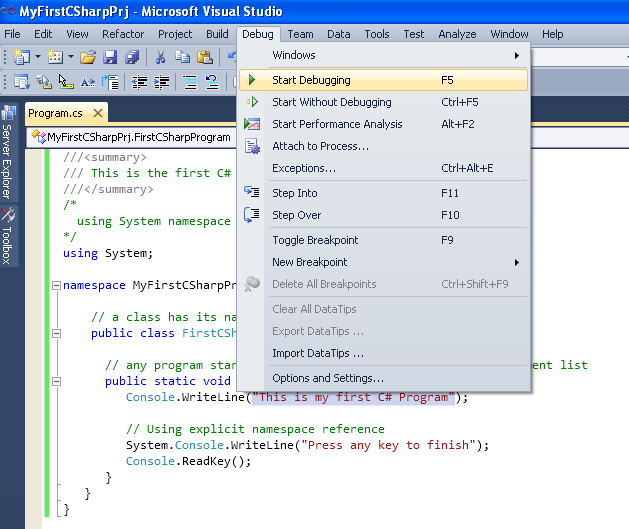 MyFirstCSharpPrj - Microsoft Visual Studio
File Edit View Refactor Project Build Debug Team Data Tools Test Analyze Window Help
Windows
Start Debugging F5
Start Without Debugging Ctrl+F5
Start Performance Analysis Alt+F2
Attach to Process...
Exceptions... Ctrl+Alt+E
Step Into F11
Step Over F10
Toggle Breakpoint F9
New Breakpoint
Delete All Breakpoints Ctrl+Shift+F9
Clear All DataTips
Export DataTips ...
Import DataTips ...
Options and Settings...
Server Explorer
Toolbox
Program.cs
MyFirstCSharpPrj.FirstCSharpProgram
///<summary>
/// This is the first C#
///</summary>
/*
using System namespace
*/
using System;
namespace MyFirstCSharpPr
// a class has its na
public class FirstCSh
// any program star ent list
public static void
Console.WriteLine("This is my first C# Program");
// Using explicit namespace reference
System.Console.WriteLine("Press any key to finish");
Console.ReadKey();
}
}
}